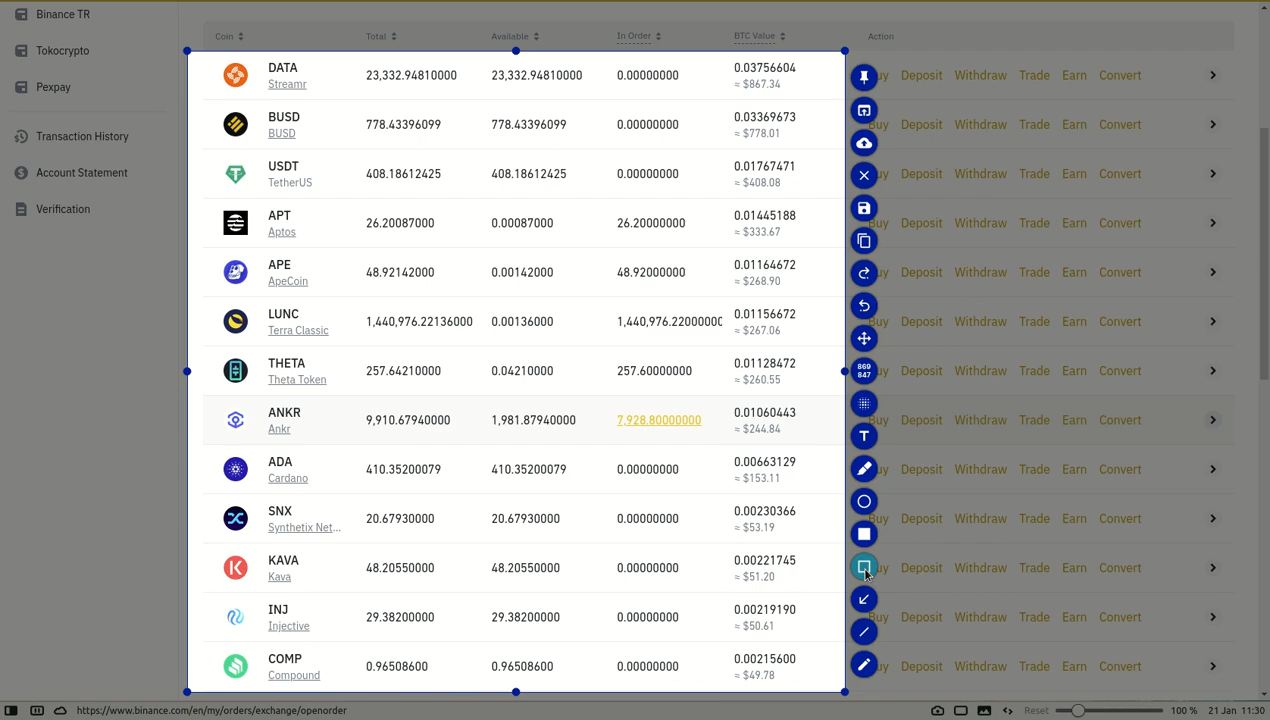 Binance TR
Tokocrypto
Pexpay
Transaction History
Account Statement
Verification
Coin Total Available In Order BTC Value Action
DATA
Streamr
23,332.94810000 23,332.94810000 0.00000000 0.03756604
≈ $867.34
uy Deposit Withdraw Trade Earn Convert
BUSD
BUSD
778.43396099 778.43396099 0.00000000 0.03369673
≈ $778.01
Buy Deposit Withdraw Trade Earn Convert
USDT
TetherUS
408.18612425 408.18612425 0.00000000 0.01767471
≈ $408.08
uy Deposit Withdraw Trade Earn Convert
APT
Aptos
26.20087000 0.00087000 26.20000000 0.01445188
≈ $333.67
Buy Deposit Withdraw Trade Earn Convert
APE
ApeCoin
48.92142000 0.00142000 48.92000000 0.01164672
≈ $268.90
uy Deposit Withdraw Trade Earn Convert
LUNC
Terra Classic
1,440,976.22136000 0.00136000 1,440,976.2200000 0.01156672
≈ $267.06
Buy Deposit Withdraw Trade Earn Convert
THETA
Theta Token
257.64210000 0.04210000 257.60000000 0.01128472
≈ $260.55
869
847
uy Deposit Withdraw Trade Earn Convert
ANKR
Ankr
9,910.67940000 1,981.87940000 7,928.80000000 0.01060443
≈ $244.84
Buy Deposit Withdraw Trade Earn Convert
T
ADA
Cardano
410.35200079 410.35200079 0.00000000 0.00663129
≈ $153.11
uy Deposit Withdraw Trade Earn Convert
SNX
Synthetix Net...
20.67930000 20.67930000 0.00000000 0.00230366
≈ $53.19
Buy Deposit Withdraw Trade Earn Convert
KAVA
Kava
48.20550000 48.20550000 0.00000000 0.00221745
≈ $51.20
uy Deposit Withdraw Trade Earn Convert
INJ
Injective
29.38200000 29.38200000 0.00000000 0.00219190
≈ $50.61
Buy Deposit Withdraw Trade Earn Convert
COMP
Compound
0.96508600 0.96508600 0.00000000 0.00215600
≈ $49.78
uy Deposit Withdraw Trade Earn Convert
https://www.binance.com/en/my/orders/exchange/openorder Reset 100 % 21 Jan 11:30